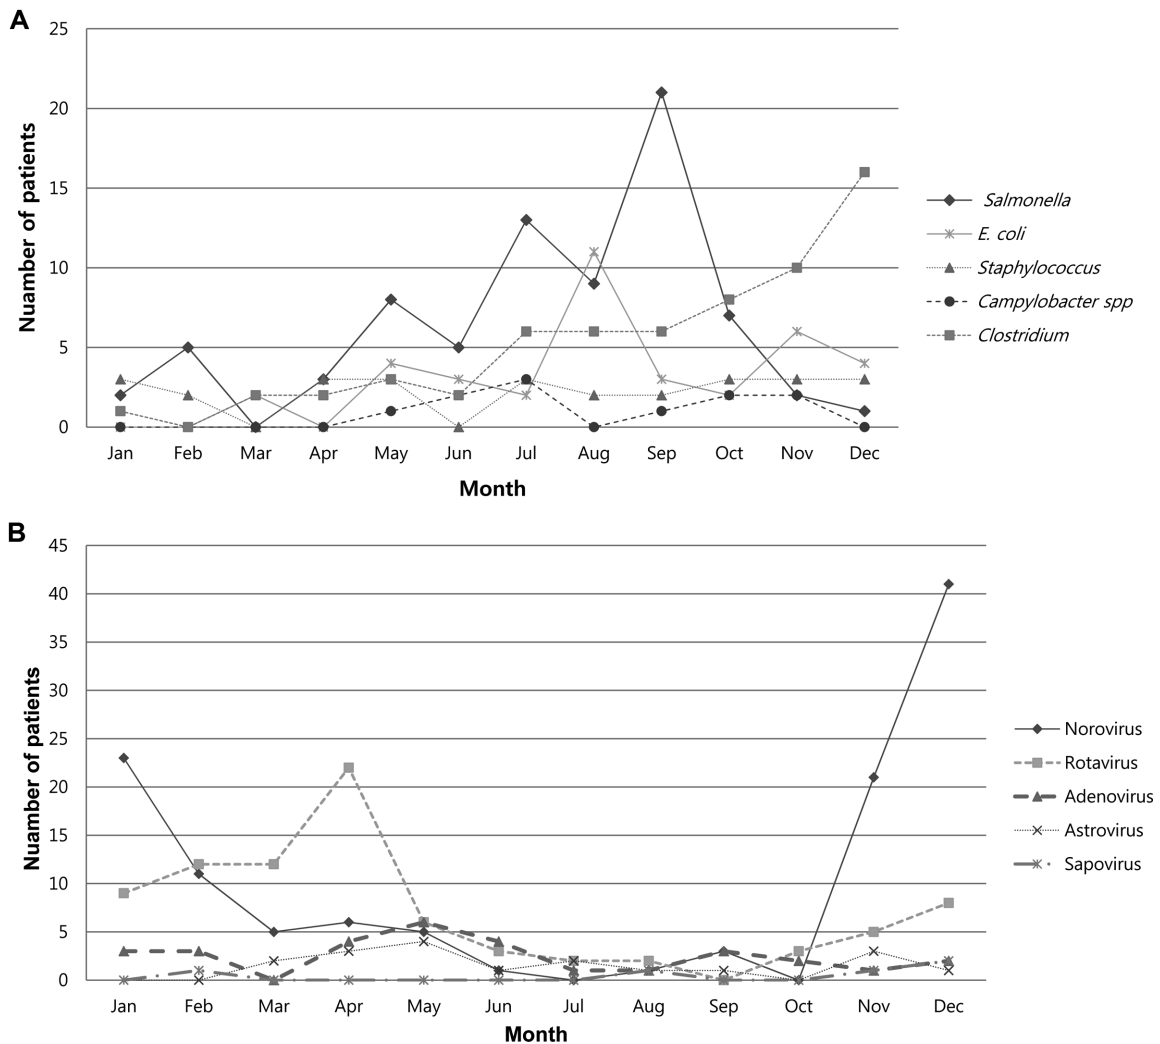 A
25
20
15
10
5
0
Nuamber of patients
Jan Feb Mar Apr May Jun Jul Aug Sep Oct Nov Dec
Month
Salmonella
E. coli
Staphylococcus
Campylobacter spp
Clostridium
B
45
40
35
30
25
20
15
10
5
0
Nuamber of patients
Jan Feb Mar Apr May Jun Jul Aug Sep Oct Nov Dec
Month
Norovirus
Rotavirus
Adenovirus
Astrovirus
Sapovirus